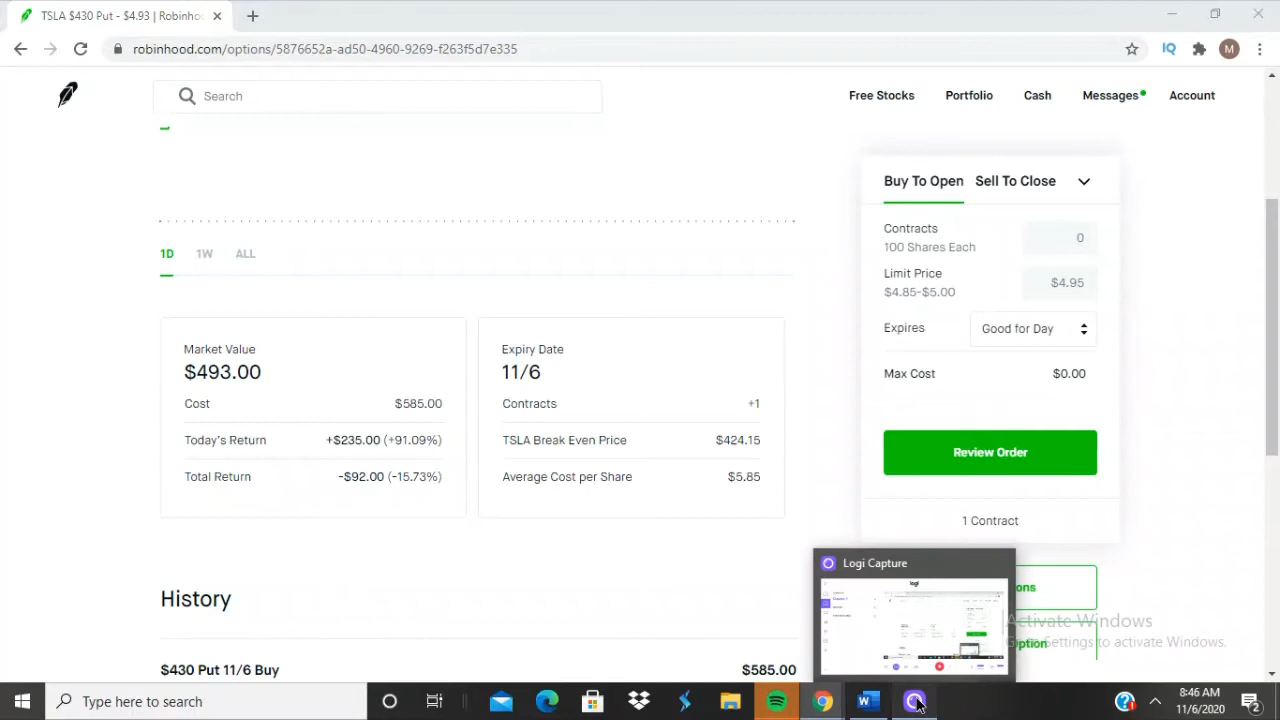 TSLA $430 Put - $4.93 | Robinhoo
robinhood.com/options/5876652a-ad50-4960-9269-f263f5d7e335
IQ
M
Search
Free Stocks
Portfolio
Cash
Messages
Account
1D
1W
ALL
Market Value
$493.00
Cost
$585.00
Today's Return
+$235.00 (+91.09%)
Total Return
-$92.00 (-15.73%)
Expiry Date
11/6
Contracts
+1
TSLA Break Even Price
$424.15
Average Cost per Share
$5.85
History
$430 Put 11/6 Buy
$585.00
Buy To Open
Sell To Close
Contracts
0
100 Shares Each
Limit Price
$4.95
$4.85-$5.00
Expires
Good for Day
Max Cost
$0.00
Review Order
1 Contract
ons
ption
Logi Capture
logi
Activate Windows
Go to Settings to activate Windows.
Type here to search
8:46 AM
11/6/2020
2